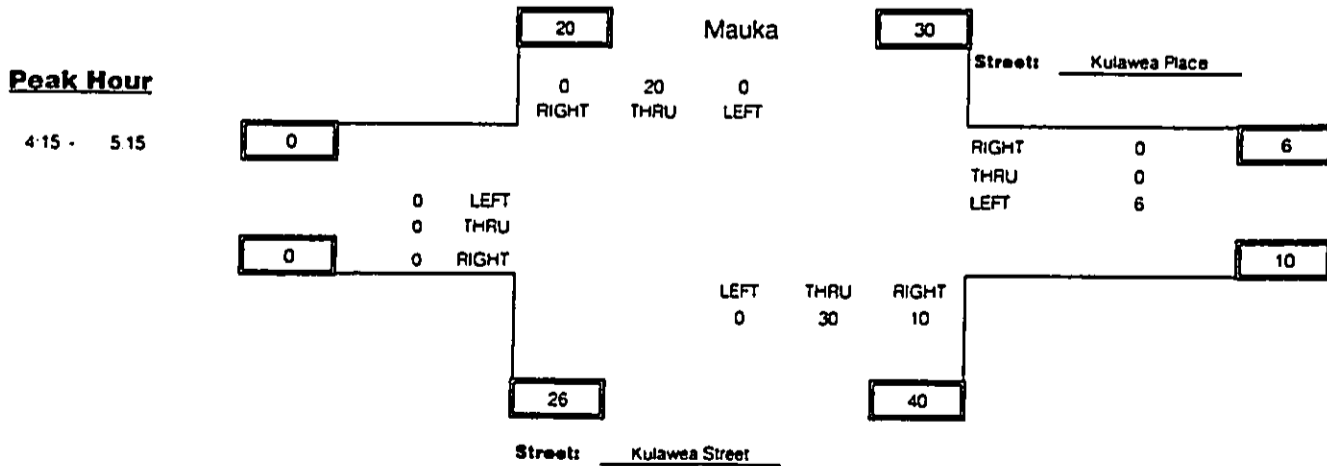 20 Mauka 30
Street: Kulawea Place
Peak Hour
0 20 0
RIGHT THRU LEFT
4:15 - 5:15
0
RIGHT 0
6
THRU 0
LEFT 6
0 LEFT
0 THRU
0 RIGHT
0
10
LEFT THRU RIGHT
0 30 10
26
40
Street: Kulawea Street